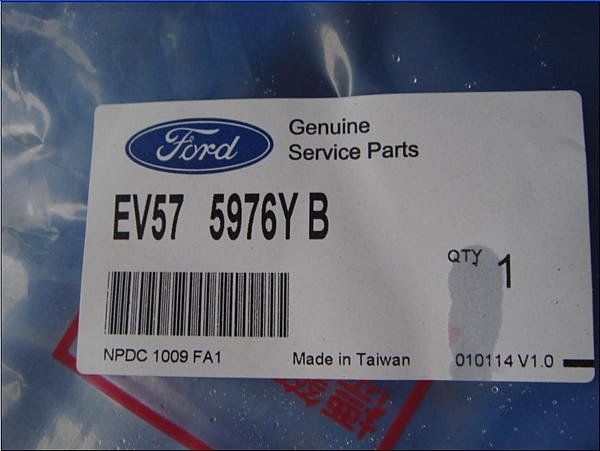 Ford
Genuine
Service Parts
EV57 5976Y B
QTY 1
NPDC 1009 FA1
Made in Taiwan
010114 V1.0